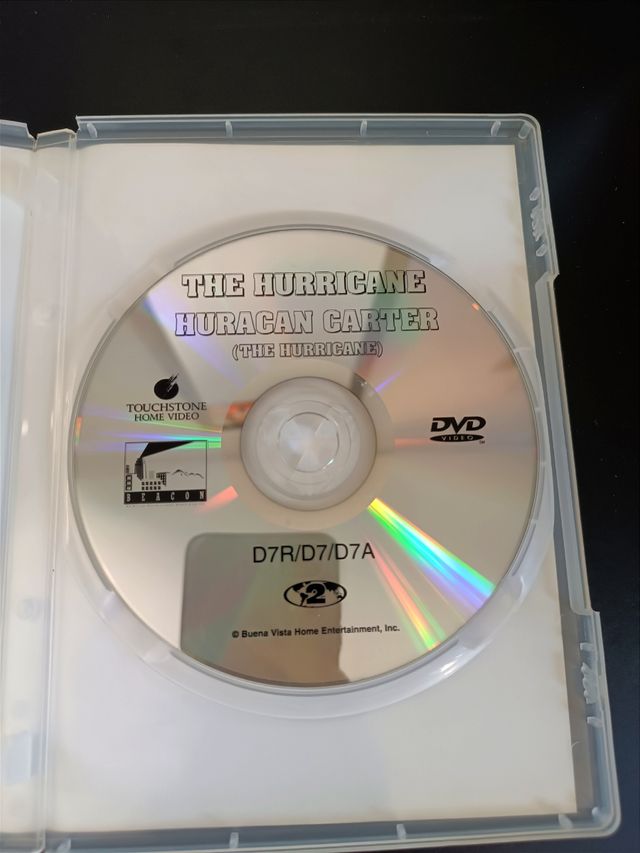 THE HURRICANE
HURACAN CARTER
(THE HURRICANE)
TOUCHSTONE
HOME VIDEO
DVD
VIDEO
BEACON
D7R/D7/D7A
2
© Buena Vista Home Entertainment, Inc.